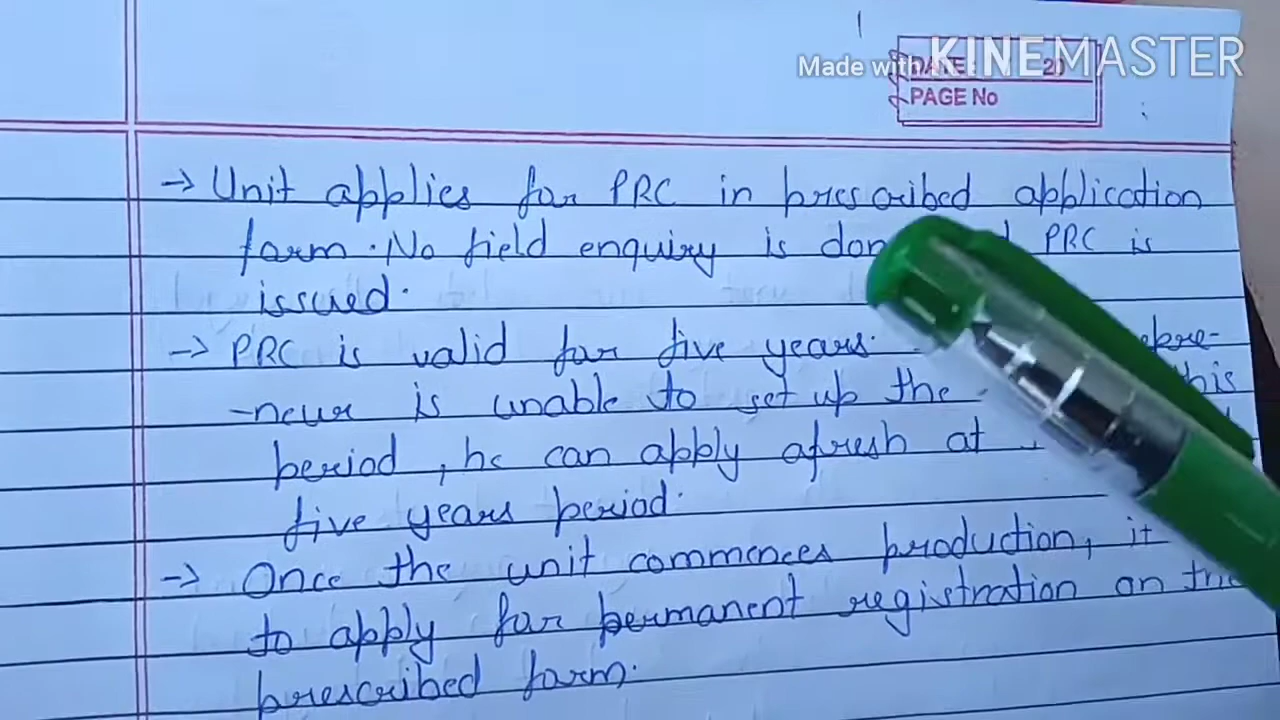 Made with KINEMASTER
DATE 20
PAGE No
→ Unit applies for PRC in prescribed application
form. No field enquiry is PRC is
issued.
→ PRC is valid for five years.
-neur is unable to set up the this
period, he can apply afresh at
five years period.
→ Once the unit commences production, it
to apply for permanent registration on the
prescribed form.